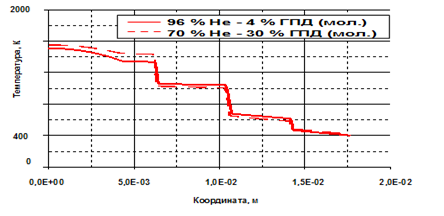 2000
96 % He - 4 % ГПД (мол.)
70 % He - 30 % ГПД (мол.)
Температура, К
400
0
0,0E+00 5,0E-03 1,0E-02 1,5E-02 2,0E-02
Координата, м